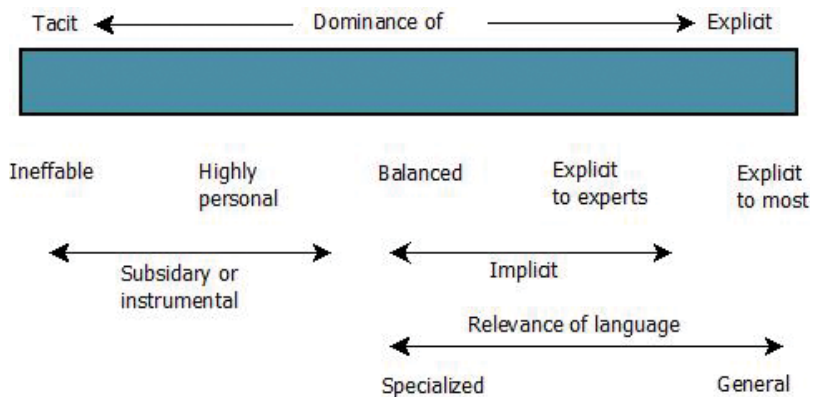 Tacit Dominance of Explicit
Ineffable Highly personal Balanced Explicit to experts Explicit to most
Subsidary or instrumental
Implicit
Relevance of language
Specialized General